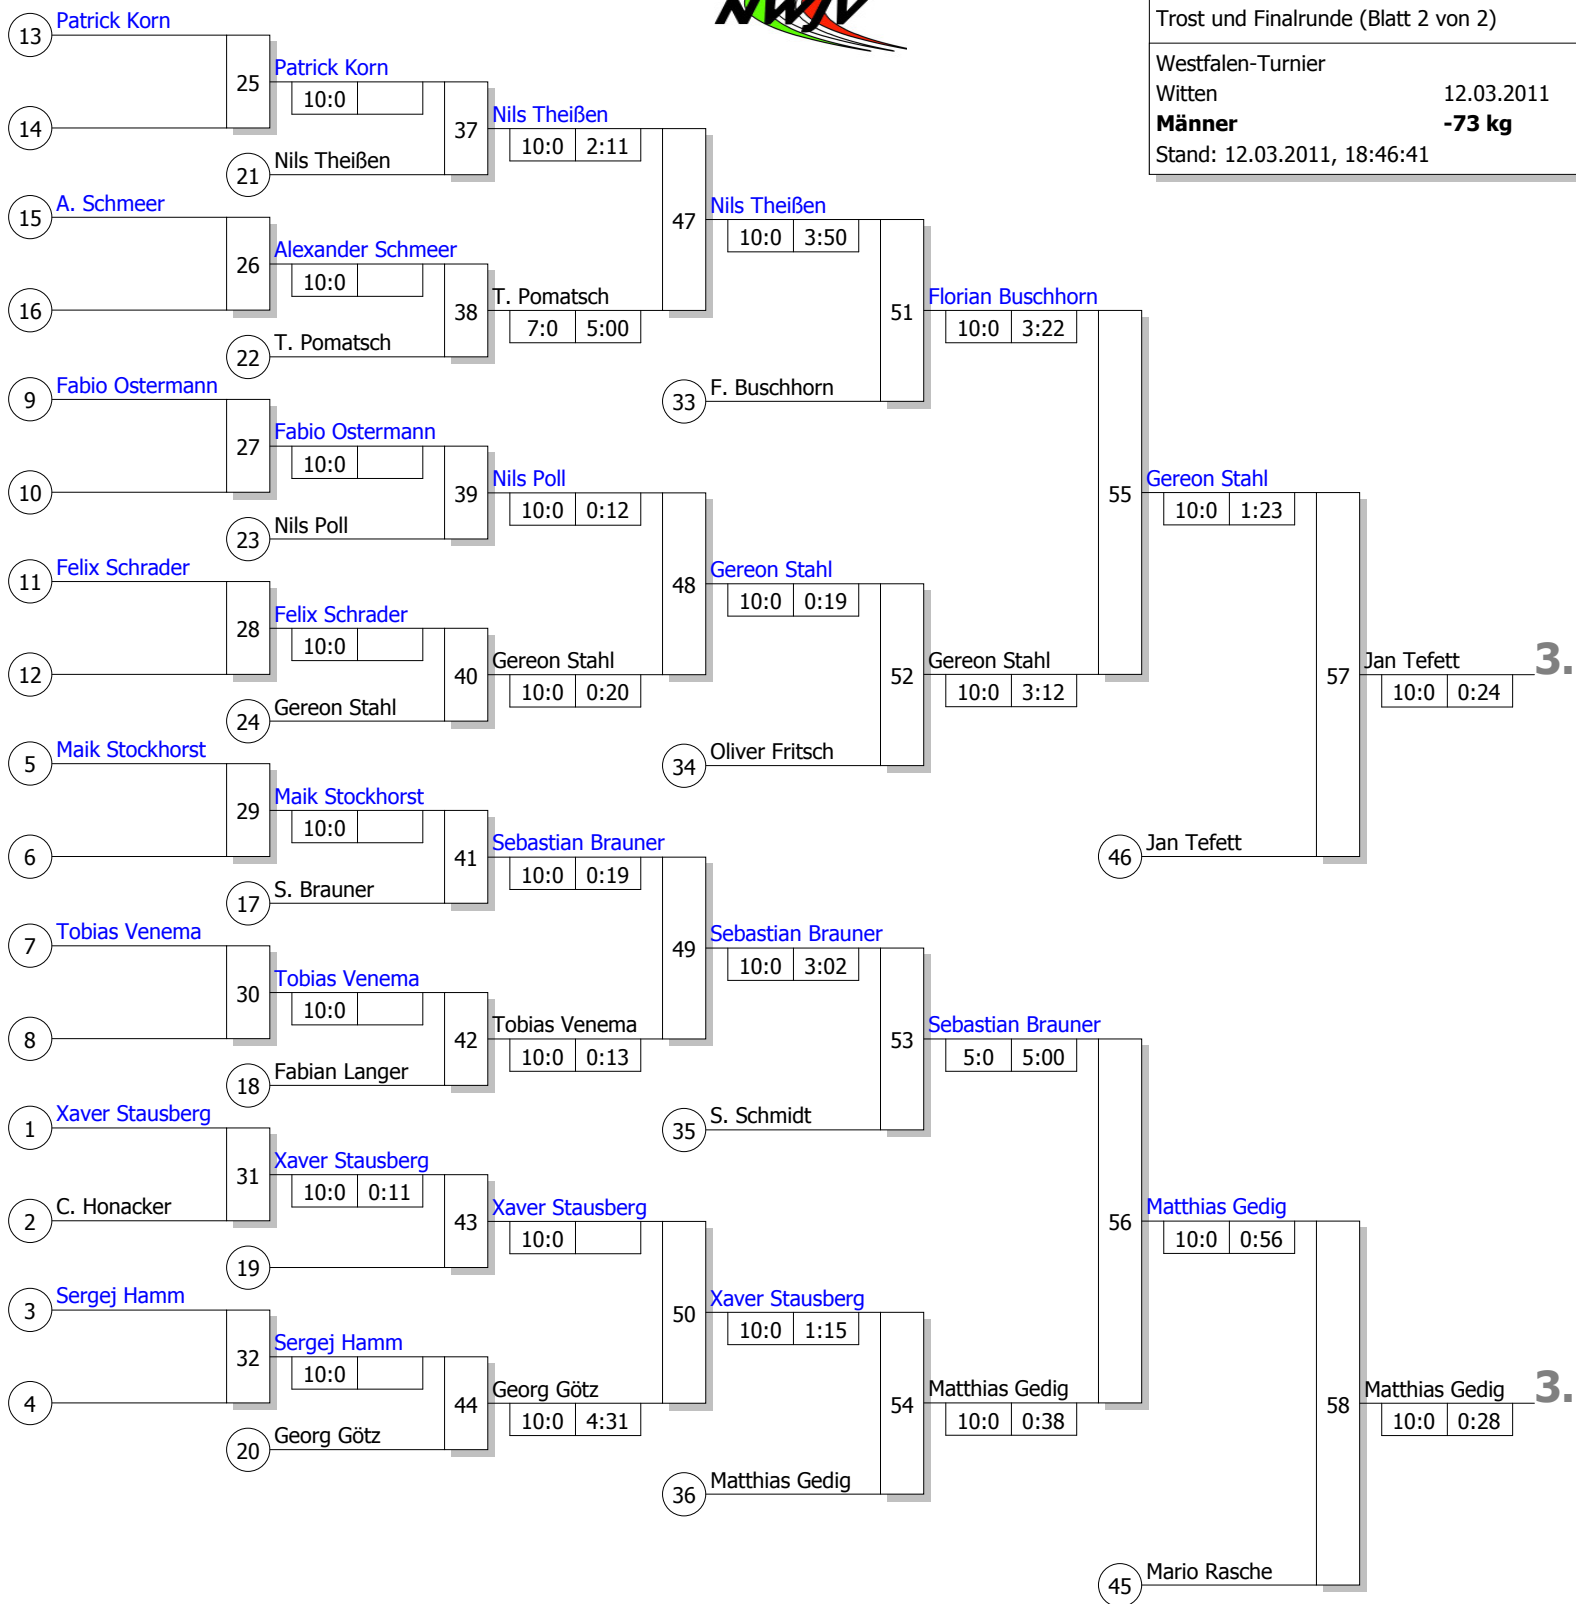 NWJV
Trost und Finalrunde (Blatt 2 von 2)
Westfalen-Turnier
Witten 12.03.2011
Männer -73 kg
Stand: 12.03.2011, 18:46:41
13 Patrick Korn
25 Patrick Korn
10:0
14
37 Nils Theißen
10:0 2:11
21 Nils Theißen
15 A. Schmeer
47 Nils Theißen
10:0 3:50
26 Alexander Schmeer
10:0
16
38 T. Pomatsch
7:0 5:00
22 T. Pomatsch
51 Florian Buschhorn
10:0 3:22
9 Fabio Ostermann
33 F. Buschhorn
27 Fabio Ostermann
10:0
10
39 Nils Poll
10:0 0:12
23 Nils Poll
55 Gereon Stahl
10:0 1:23
11 Felix Schrader
48 Gereon Stahl
10:0 0:19
28 Felix Schrader
10:0
12
40 Gereon Stahl
10:0 0:20
24 Gereon Stahl
52 Gereon Stahl
10:0 3:12
57 Jan Tefett 3.
10:0 0:24
5 Maik Stockhorst
34 Oliver Fritsch
29 Maik Stockhorst
10:0
6
41 Sebastian Brauner
10:0 0:19
46 Jan Tefett
17 S. Brauner
7 Tobias Venema
49 Sebastian Brauner
10:0 3:02
30 Tobias Venema
10:0
8
42 Tobias Venema
10:0 0:13
18 Fabian Langer
53 Sebastian Brauner
5:0 5:00
1 Xaver Stausberg
35 S. Schmidt
31 Xaver Stausberg
10:0 0:11
2 C. Honacker
43 Xaver Stausberg
10:0
19
56 Matthias Gedig
10:0 0:56
3 Sergej Hamm
50 Xaver Stausberg
10:0 1:15
32 Sergej Hamm
10:0
4
44 Georg Götz
10:0 4:31
20 Georg Götz
54 Matthias Gedig
10:0 0:38
58 Matthias Gedig 3.
10:0 0:28
36 Matthias Gedig
45 Mario Rasche